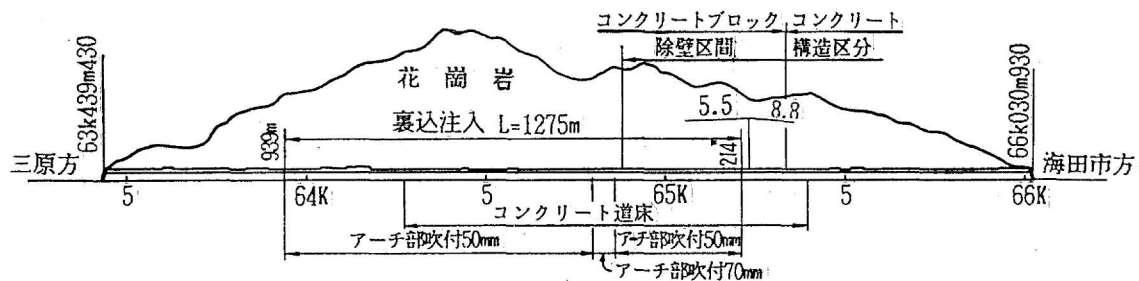 コンクリートブロック
コンクリート
除壁区間
構造区分
花崗岩
5.5
8.8
裏込注入 L=1275m
63k439m430
939m
214
66k030m930
三原方
海田市方
5
64K
5
65K
5
66K
コンクリート道床
アーチ部吹付50mm
アーチ部吹付50mm
アーチ部吹付70mm